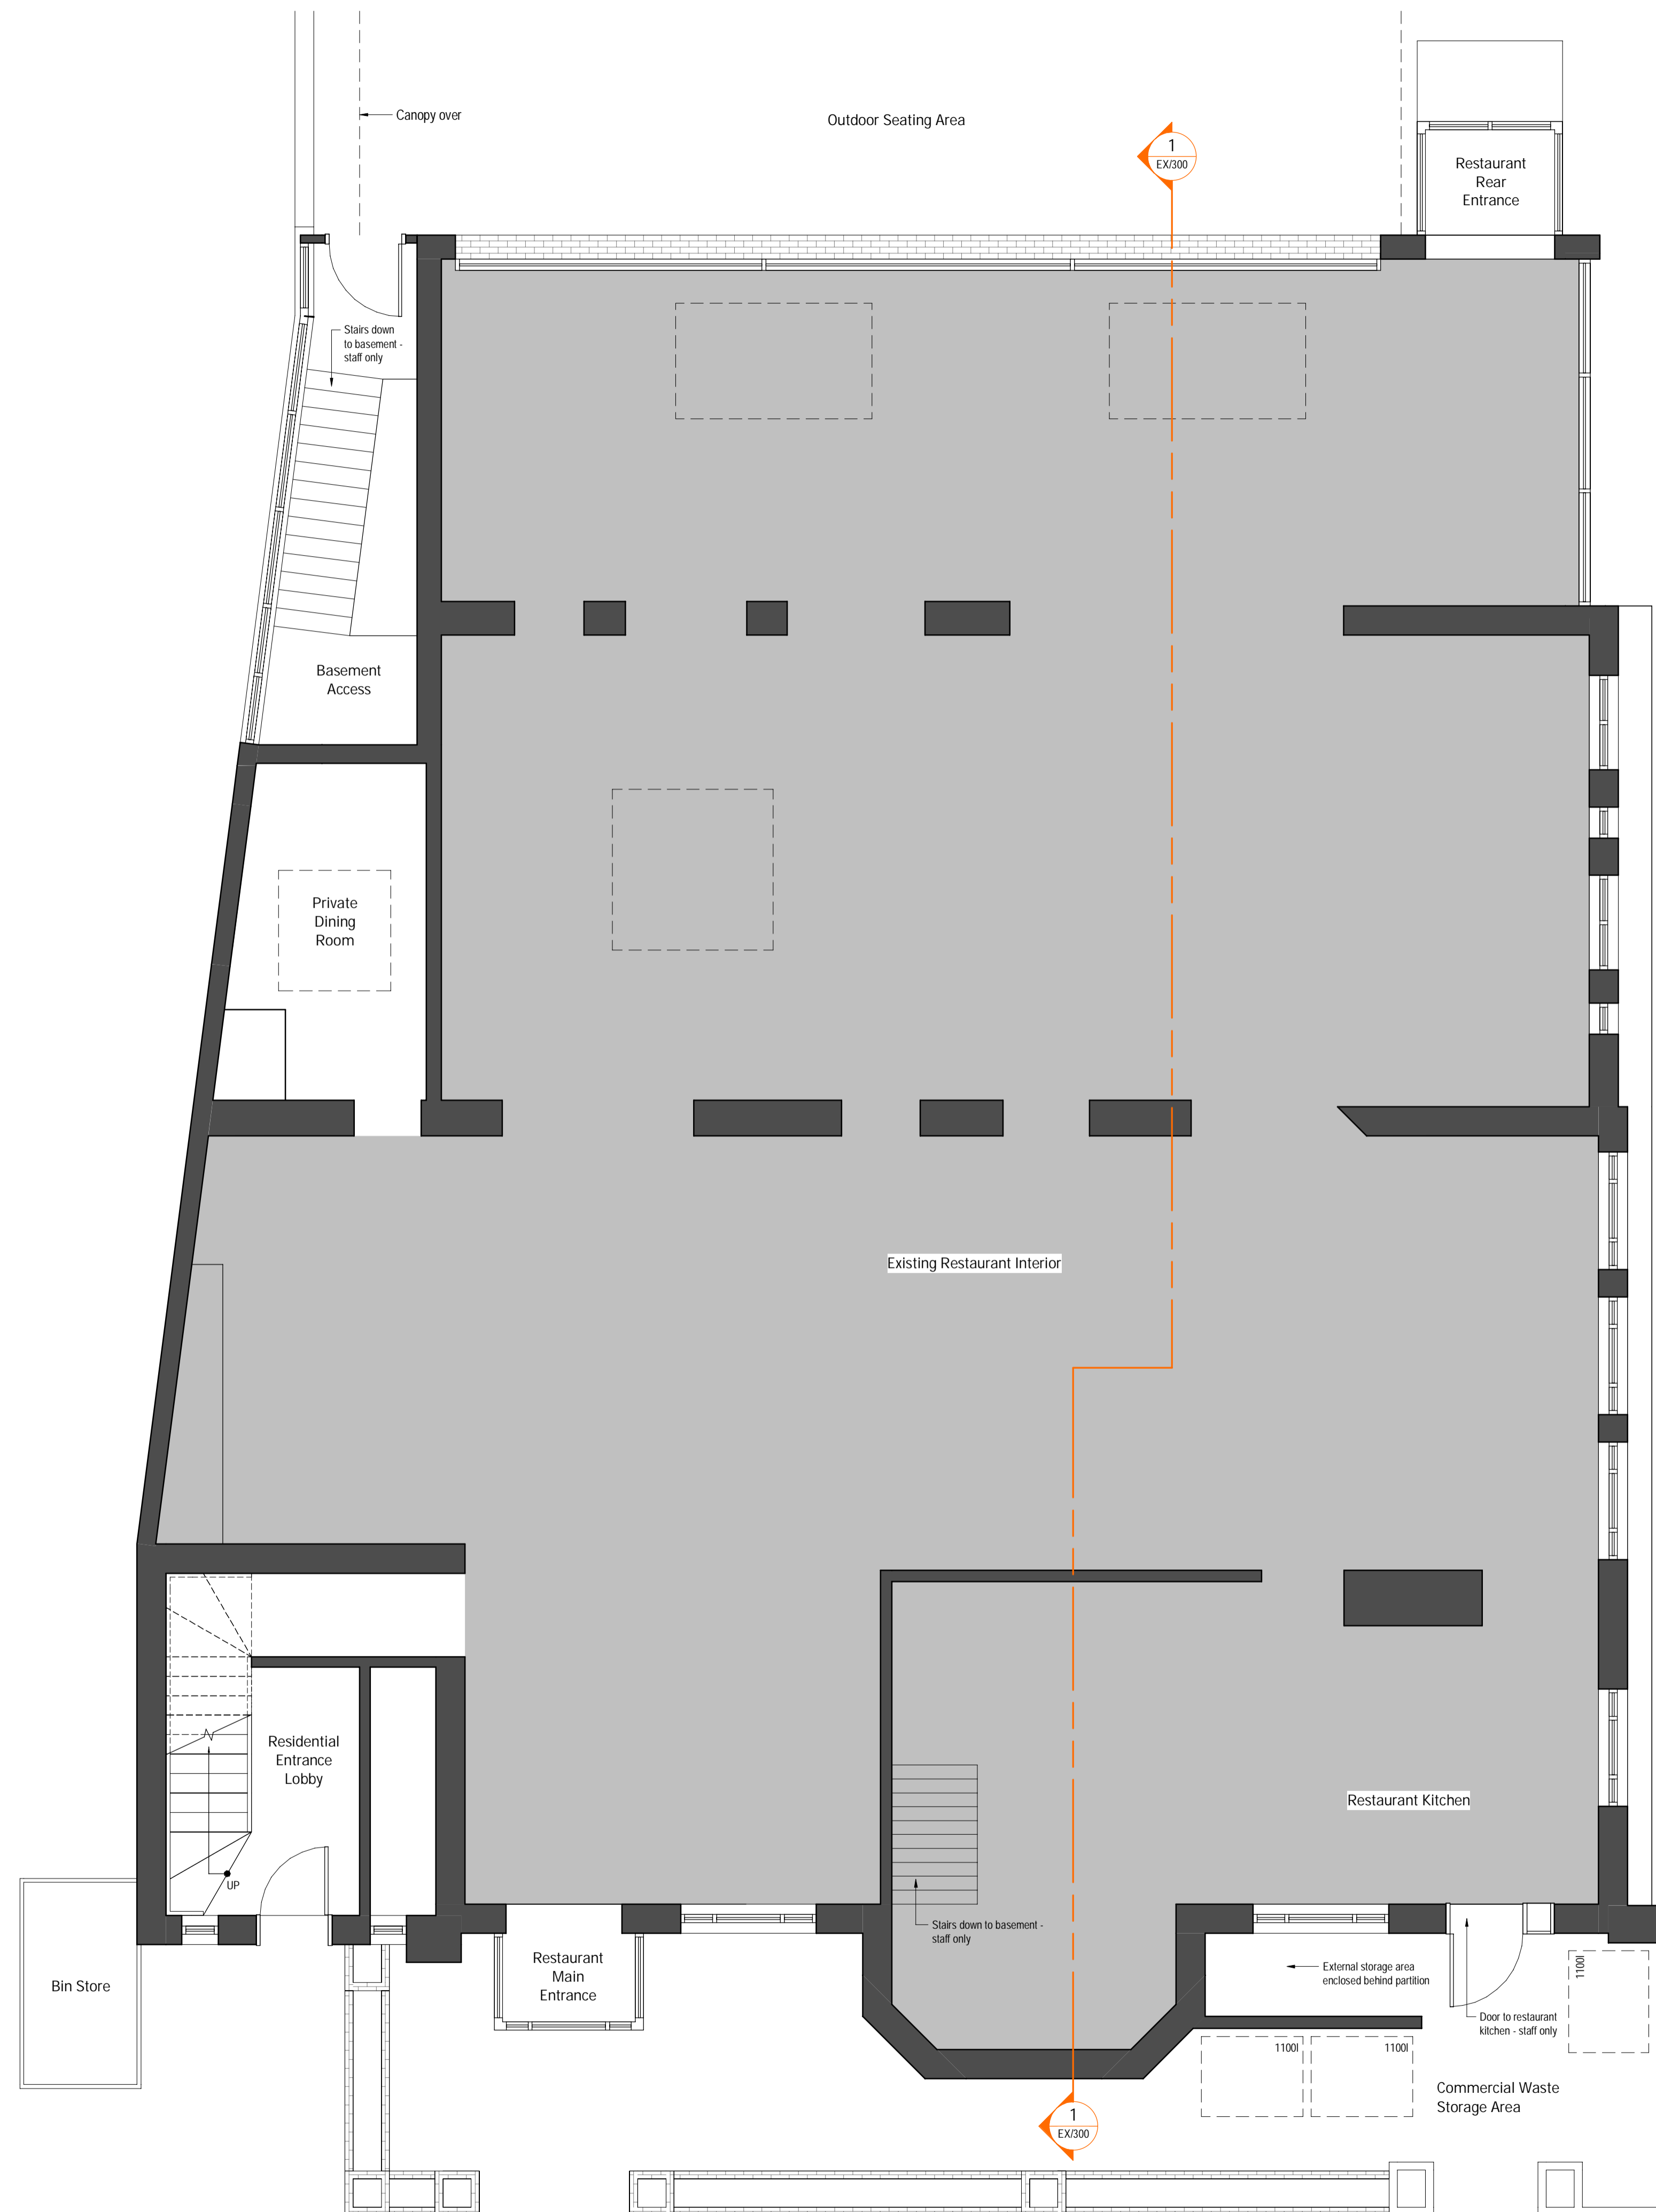 Canopy over
Outdoor Seating Area
1
EX/300
Restaurant
Rear
Entrance
Stairs down
to basement -
staff only
Basement
Access
Private
Dining
Room
Existing Restaurant Interior
Residential
Entrance
Lobby
UP
Restaurant Kitchen
Stairs down to basement -
staff only
Bin Store
Restaurant
Main
Entrance
External storage area
enclosed behind partition
1100l
Door to restaurant
kitchen - staff only
1100l
1100l
Commercial Waste
Storage Area
1
EX/300